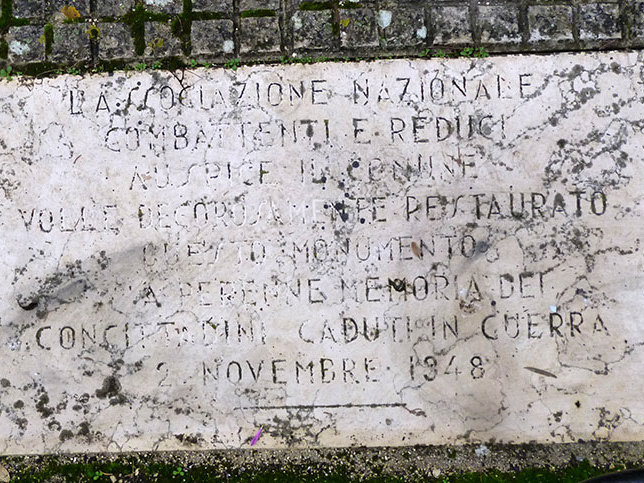 L'ASSOCIAZIONE NAZIONALE
COMBATTENTI E REDUCI
AUSPICE IL COMUNE
VOLLE DECOROSAMENTE RESTAURATO
QUESTO MONUMENTO
A PERENNE MEMORIA DEI
CONCITTADINI CADUTI IN GUERRA
2 NOVEMBRE 1948